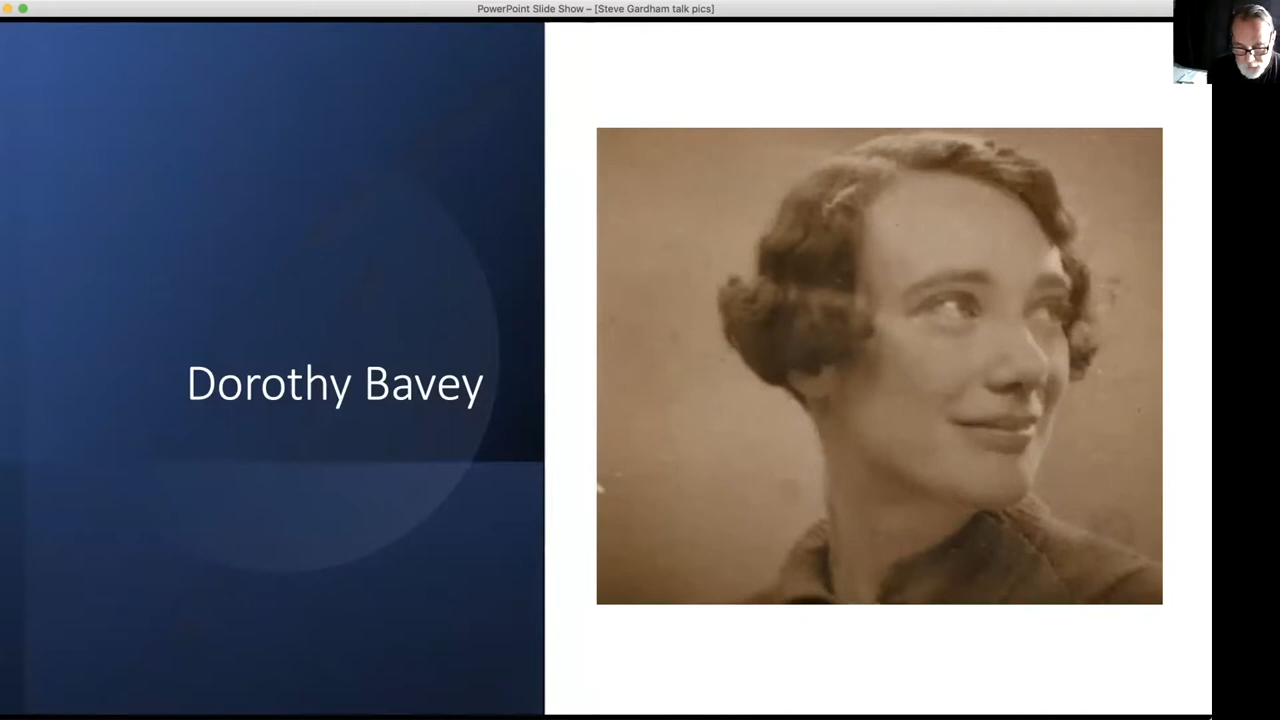 PowerPoint Slide Show – [Steve Gardham talk pics]
Dorothy Bavey